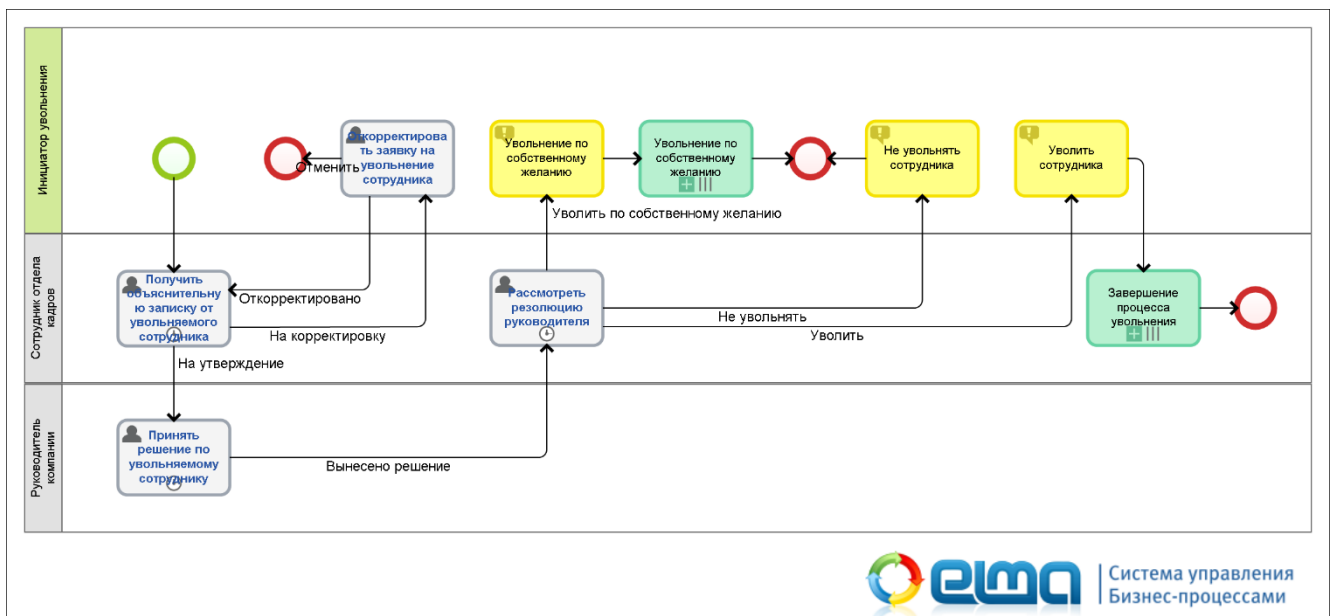 Инициатор увольнения
Откорректирова
ть заявку на
увольнение
сотрудника
Отменить
Увольнение по
собственному
желанию
Увольнение по
собственному
желанию
Не увольнять
сотрудника
Уволить
сотрудника
Уволить по собственному желанию
Сотрудник отдела
кадров
Получить
объяснительну
ю записку от
увольняемого
сотрудника
Откорректировано
На корректировку
На утверждение
Рассмотреть
резолюцию
руководителя
Не увольнять
Уволить
Завершение
процесса
увольнения
Руководитель
компании
Принять
решение по
увольняемому
сотруднику
Вынесено решение
elma
Система управления
Бизнес-процессами